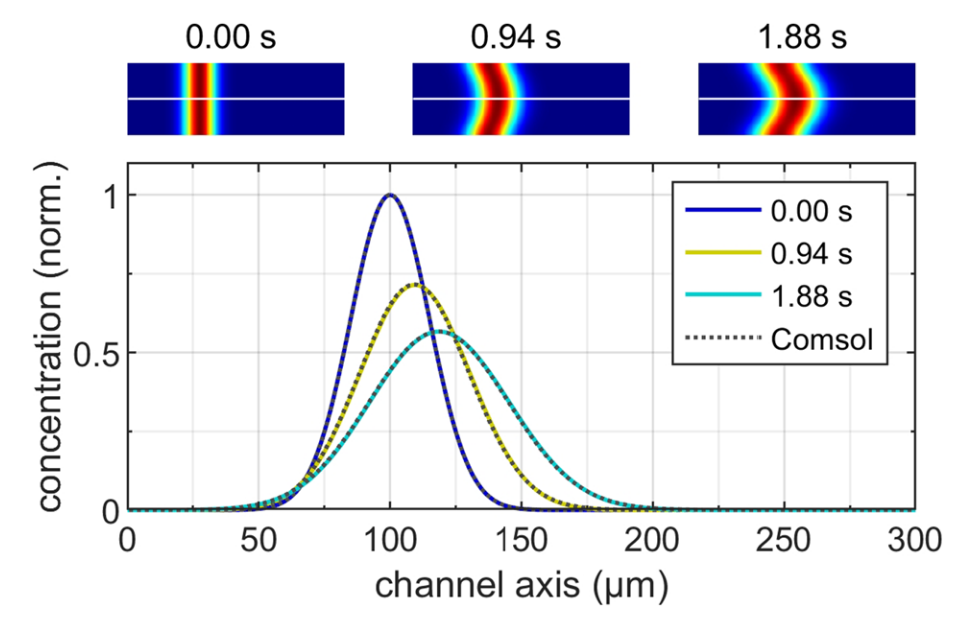 0.00 s 0.94 s 1.88 s
concentration (norm.)
1
0.5
0
0 50 100 150 200 250 300
channel axis (μm)
0.00 s
0.94 s
1.88 s
Comsol